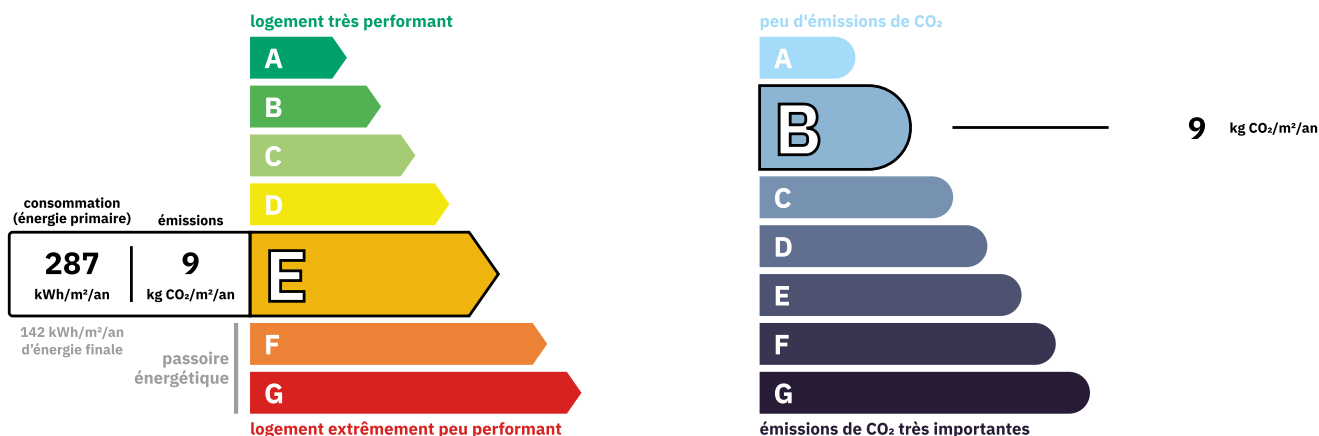 logement très performant
A
B
C
D
consommation
(énergie primaire)
émissions
287
kWh/m²/an
9
kg CO₂/m²/an
E
142 kWh/m²/an
d'énergie finale
passoire
énergétique
F
G
logement extrêmement peu performant
peu d'émissions de CO₂
A
B
9 kg CO₂/m²/an
C
D
E
F
G
émissions de CO₂ très importantes